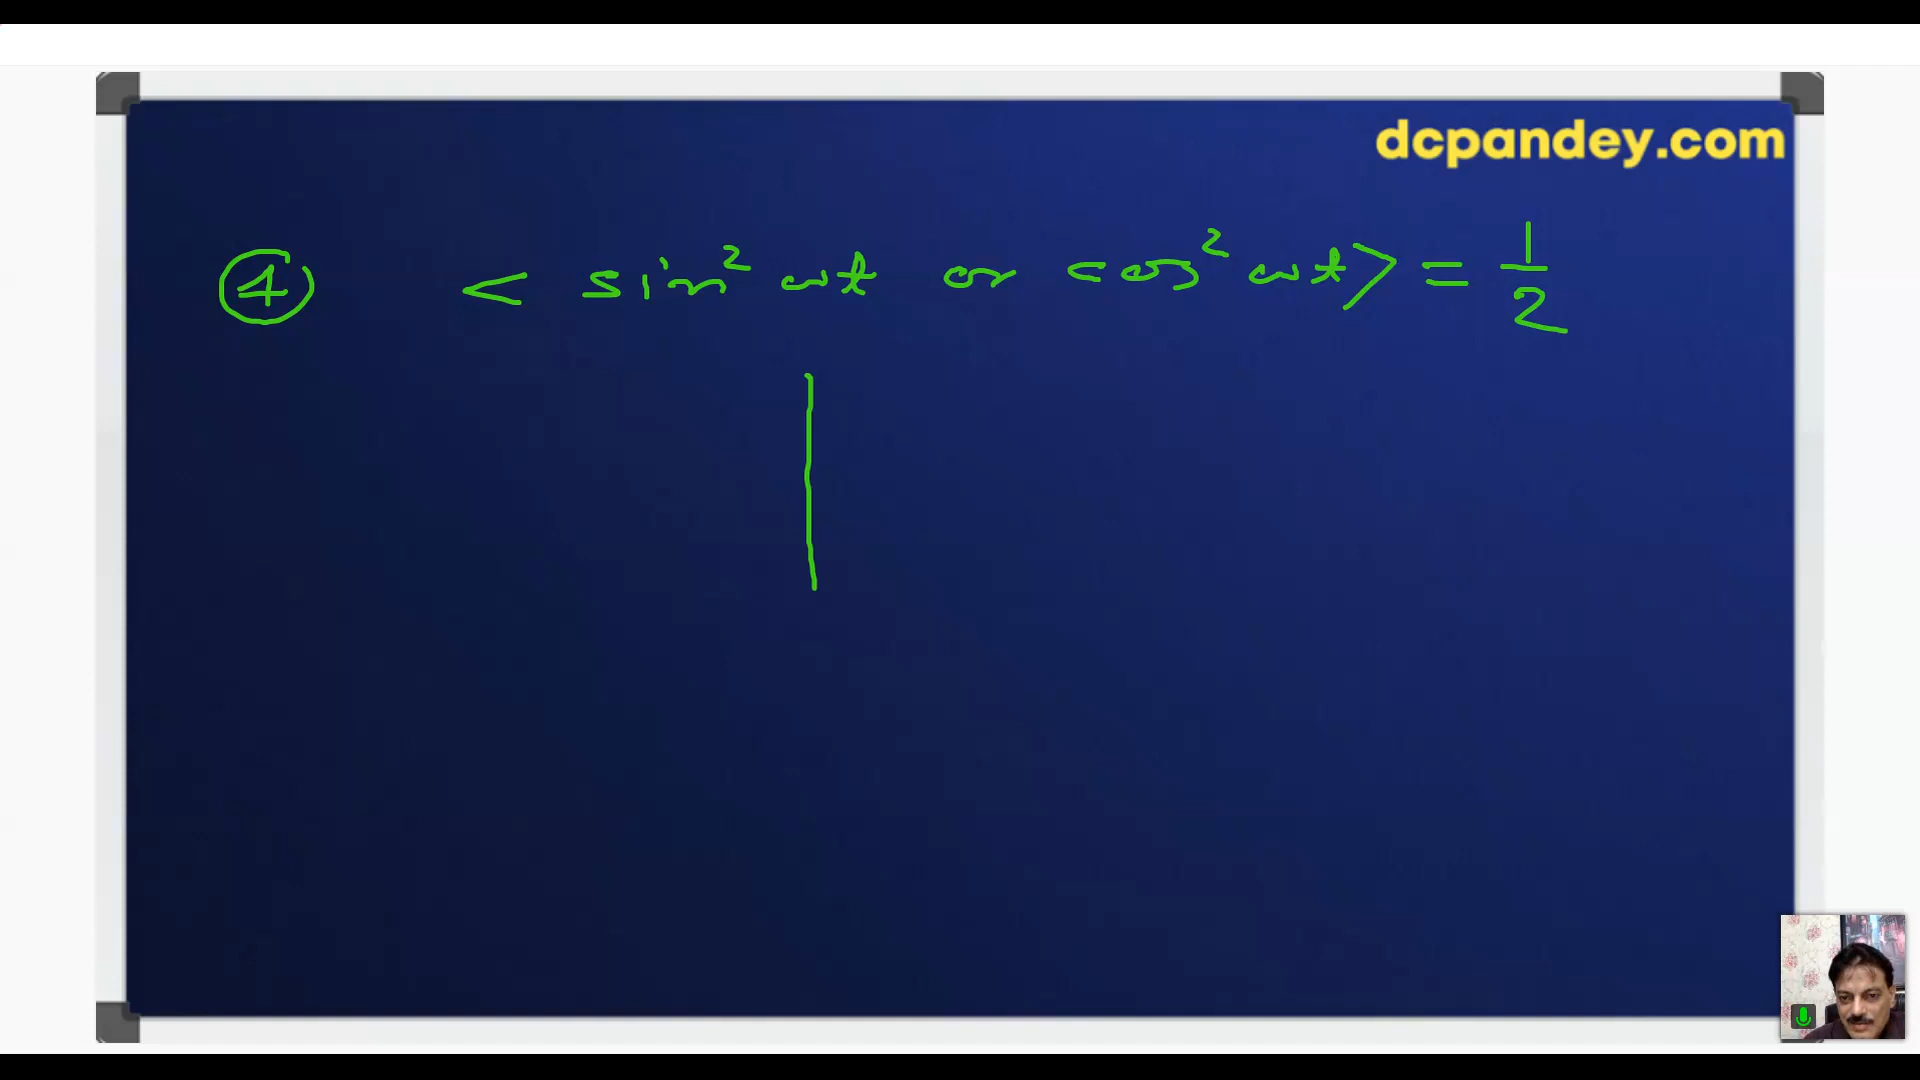 dcpandey.com
④ < sin² ωt or cos² ωt> = 1/2